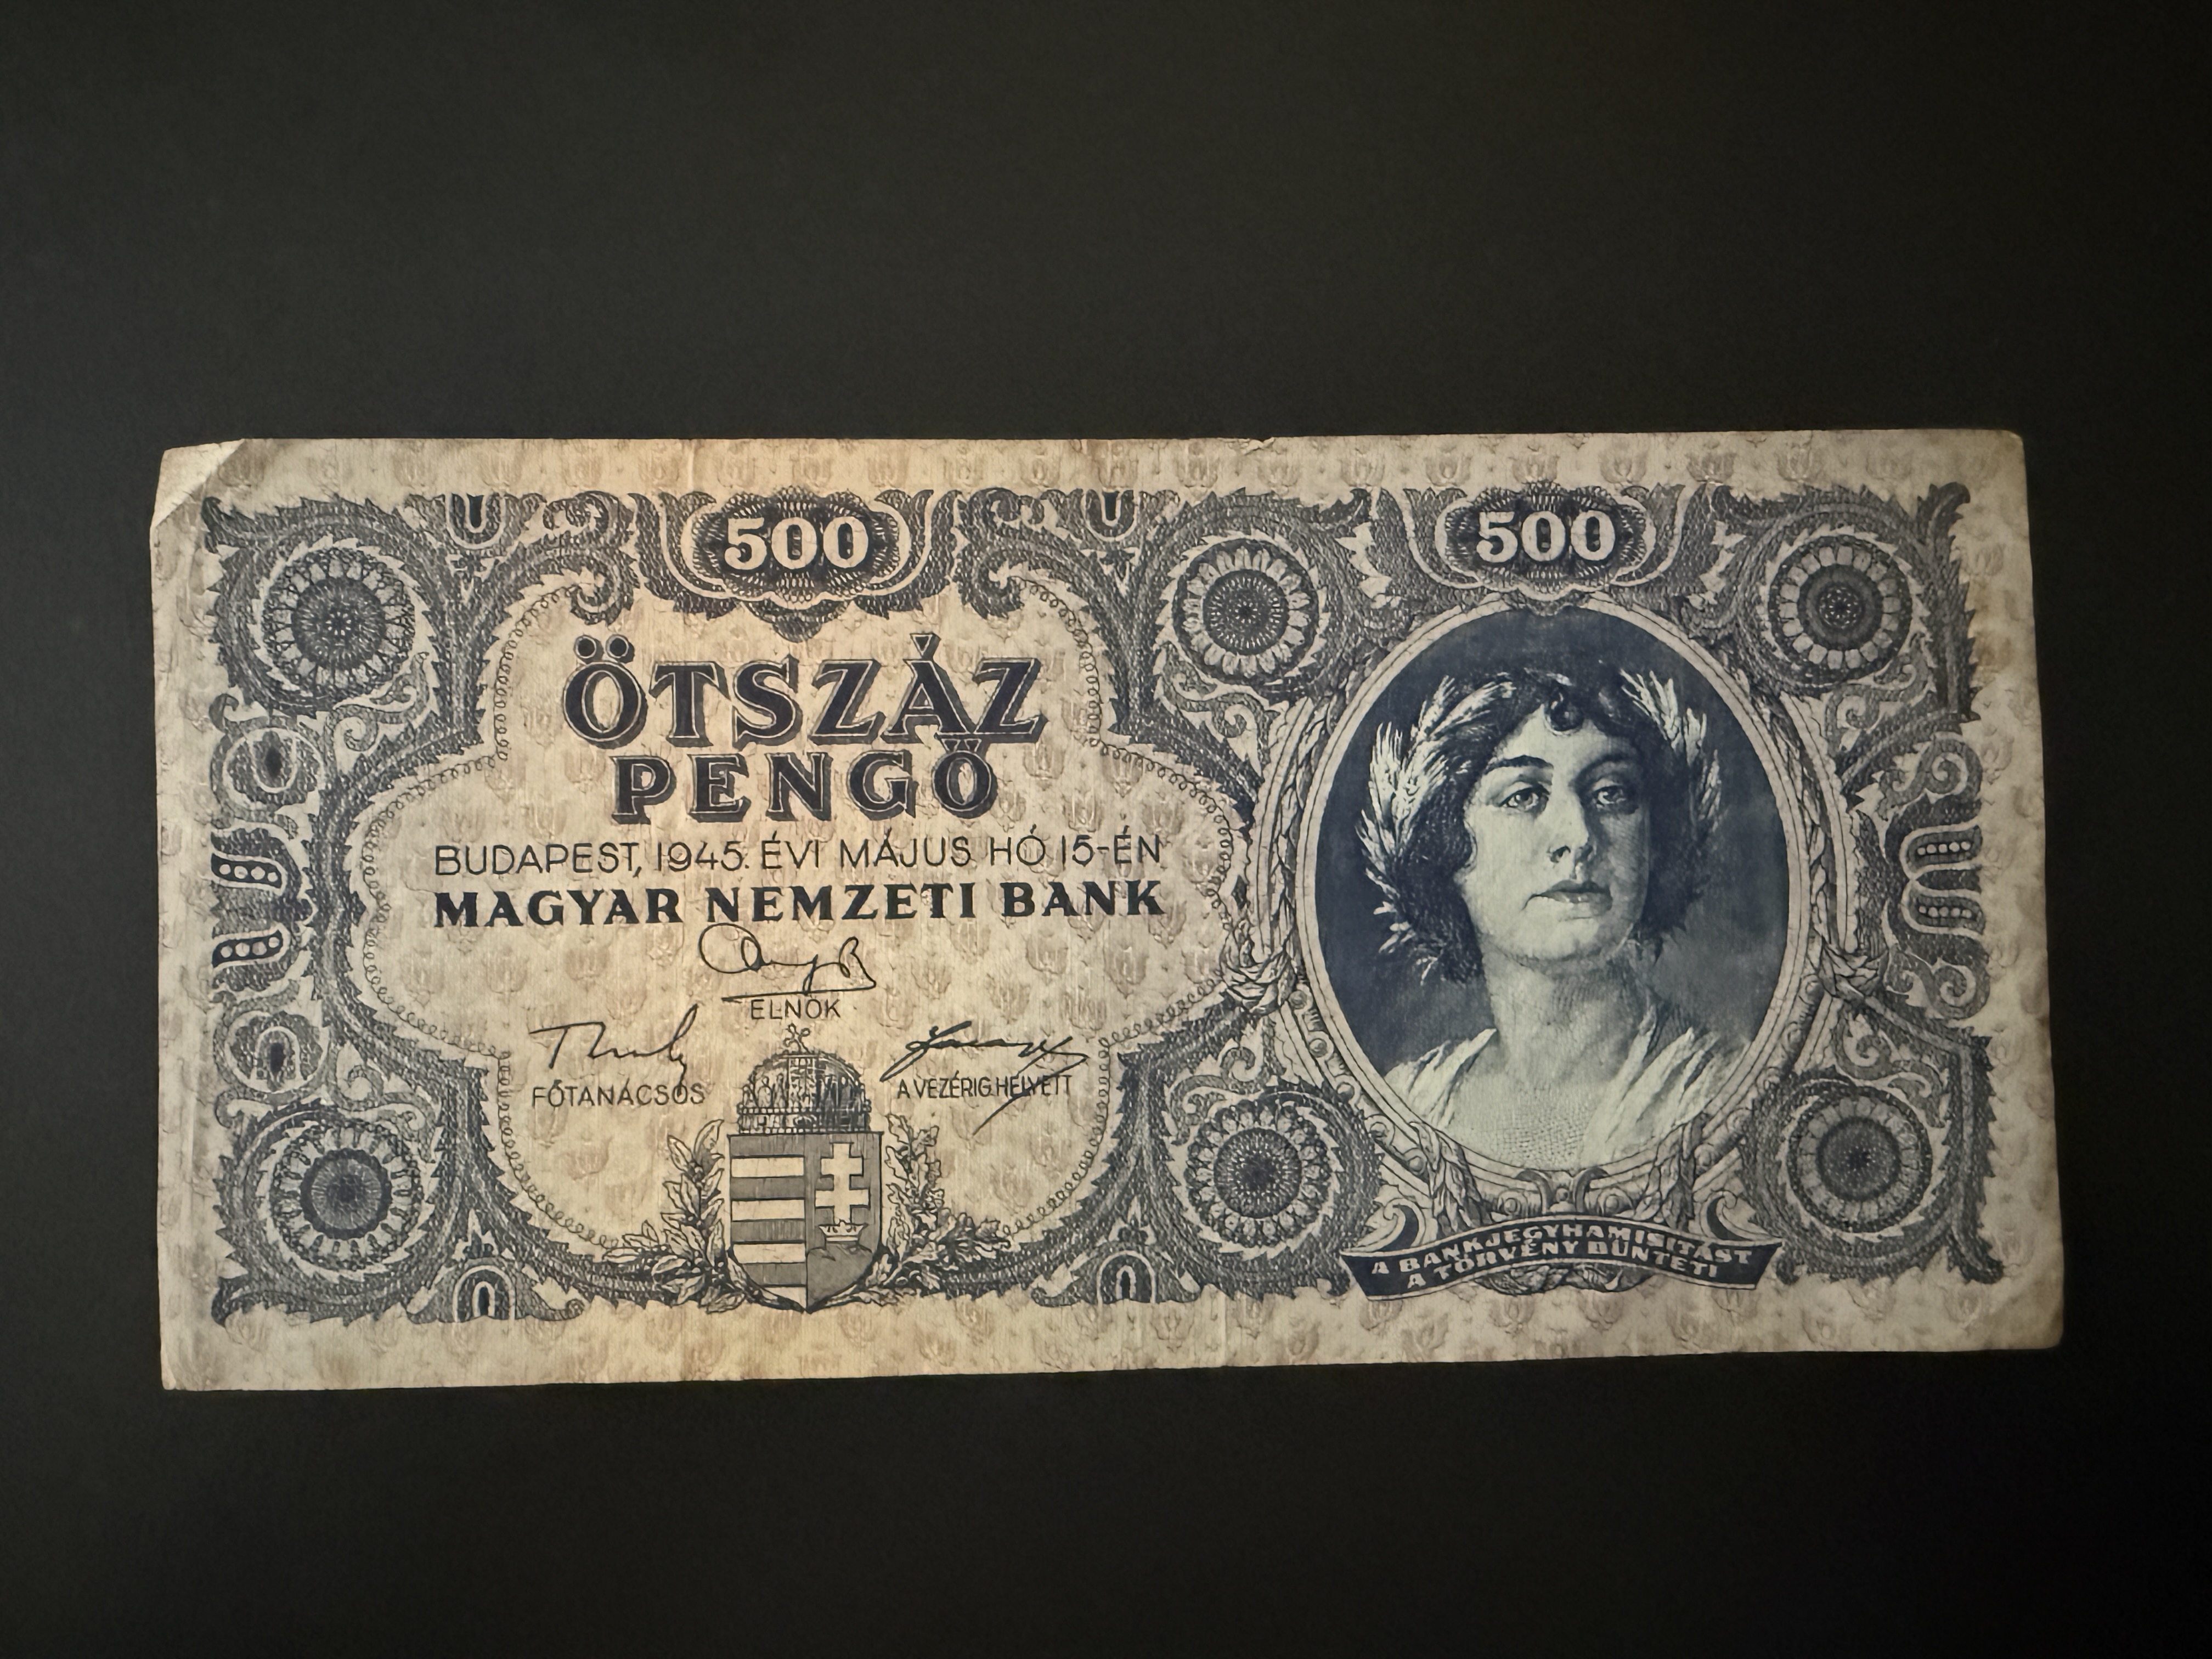 500
500
ÖTSZÁZ
PENGŐ
BUDAPEST, 1945. ÉVI MÁJUS HÓ 15-ÉN
MAGYAR NEMZETI BANK
ELNÖK
FŐTANÁCSOS
A VEZÉRIG. HELYETT
A BANKJEGYHAMISITÁST
A TÖRVÉNY BÜNTETI